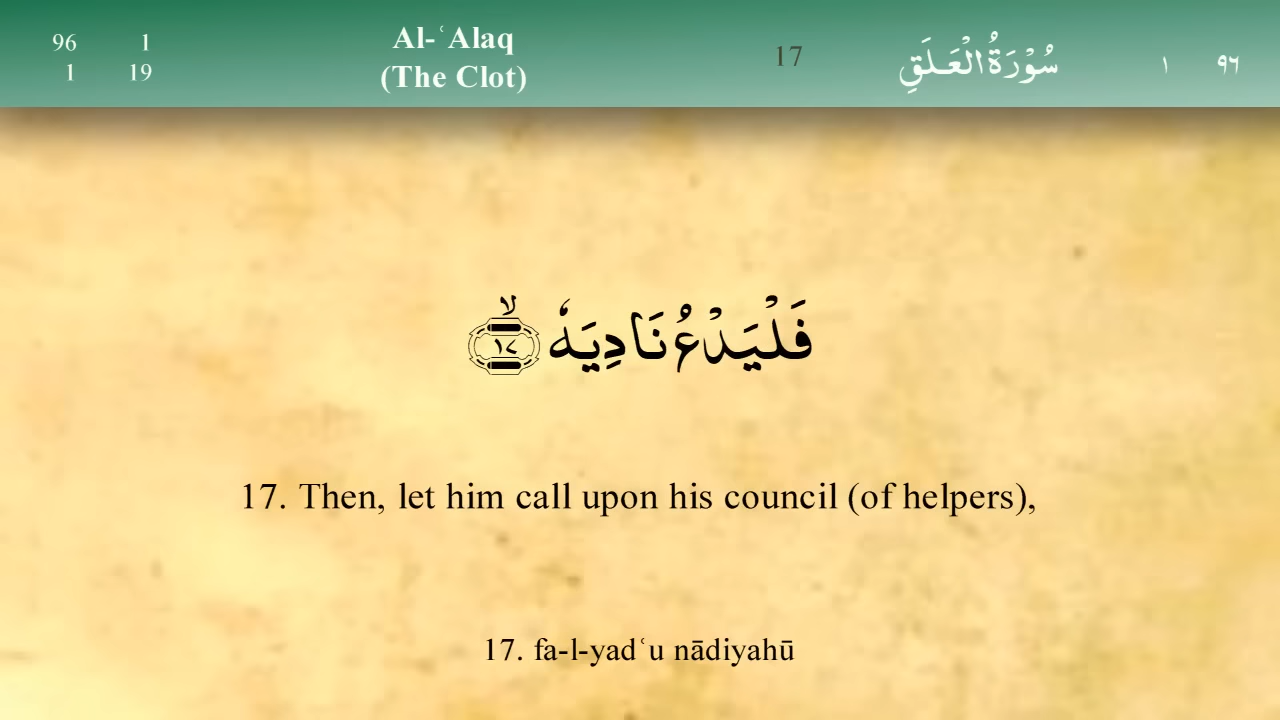 96 1
1 19
Al-ʿAlaq
(The Clot)
17
سُوْرَةُ الْعَلَقِ
١ ٩٦
فَلْيَدْعُ نَادِيَهٗ ۙ ١٧
17. Then, let him call upon his council (of helpers),
17. fa-l-yadʿu nādiyahū